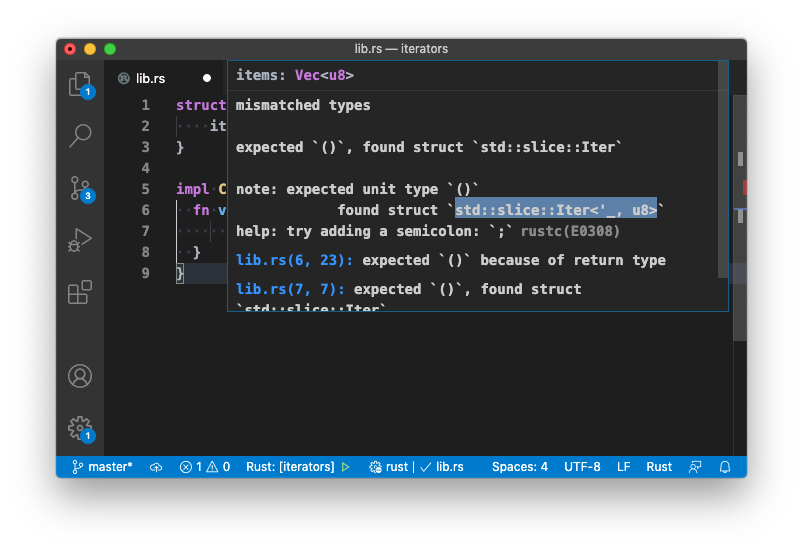 lib.rs — iterators
lib.rs
items: Vec<u8>
mismatched types
expected `()`, found struct `std::slice::Iter`
note: expected unit type `()`
found struct `std::slice::Iter<'_, u8>`
help: try adding a semicolon: `;` rustc(E0308)
lib.rs(6, 23): expected `()` because of return type
lib.rs(7, 7): expected `()`, found struct
`std::slice::Iter`
1 struct
2 ····it
3 }
4
5 impl·C
6 ··fn·v
7
8 ··}
9 }
1
3
1
master* 1 0 Rust: [iterators] rust | ✓ lib.rs Spaces: 4 UTF-8 LF Rust